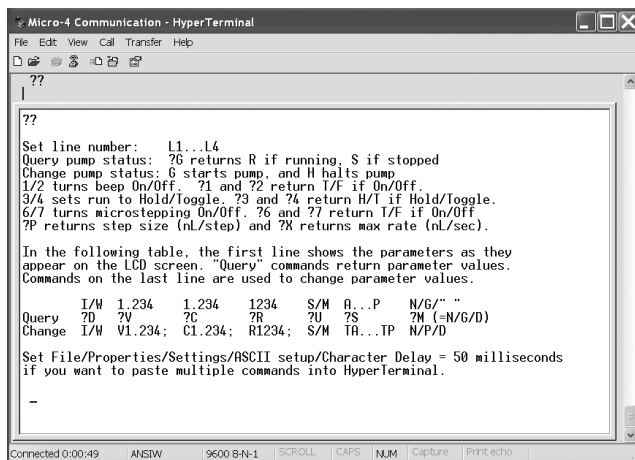 Micro-4 Communication - HyperTerminal
File Edit View Call Transfer Help
??
??
Set line number: L1...L4
Query pump status: ?G returns R if running, S if stopped
Change pump status: G starts pump, and H halts pump
1/2 turns beep On/Off. ?1 and ?2 return T/F if On/Off.
3/4 sets run to Hold/Toggle. ?3 and ?4 return H/T if Hold/Toggle.
6/7 turns microstepping On/Off. ?6 and ?7 return T/F if On/Off
?P returns step size (nL/step) and ?X returns max rate (nL/sec).
In the following table, the first line shows the parameters as they
appear on the LCD screen. "Query" commands return parameter values.
Commands on the last line are used to change parameter values.
I/W 1.234 1.234 1234 S/M A...P N/G/" "
Query ?D ?V ?C ?R ?U ?S ?M (=N/G/D)
Change I/W V1.234; C1.234; R1234; S/M TA...TP N/P/D
Set File/Properties/Settings/ASCII setup/Character Delay = 50 milliseconds
if you want to paste multiple commands into HyperTerminal.
Connected 0:00:49 ANSIW 9600 8-N-1 SCROLL CAPS NUM Capture Print echo